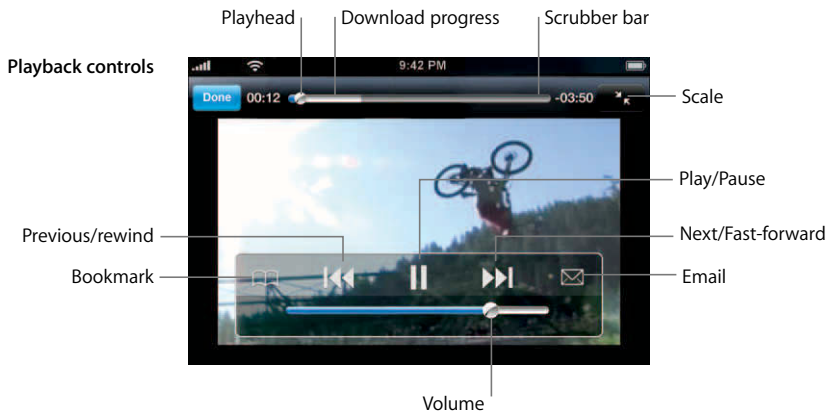 Playhead
Download progress
Scrubber bar
Playback controls
9:42 PM
Done
00:12
-03:50
Scale
Play/Pause
Previous/rewind
Next/Fast-forward
Bookmark
Email
Volume